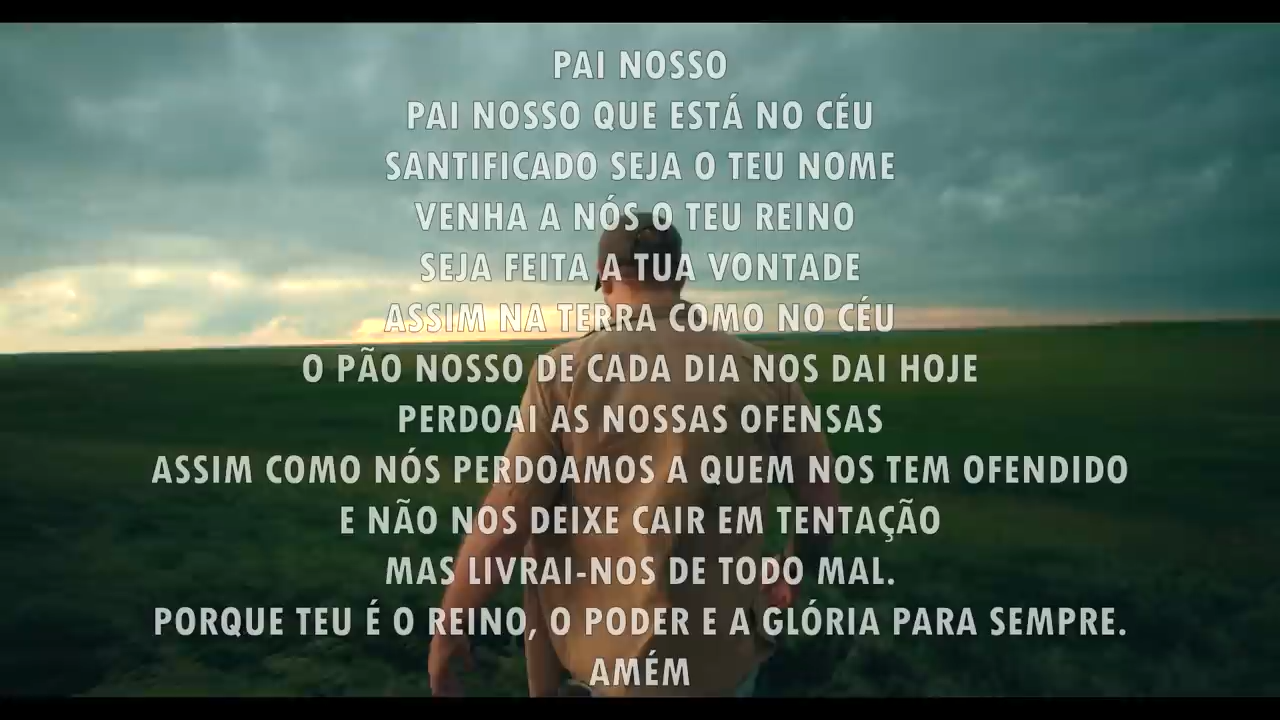 PAI NOSSO
PAI NOSSO QUE ESTÁ NO CÉU
SANTIFICADO SEJA O TEU NOME
VENHA A NÓS O TEU REINO
SEJA FEITA A TUA VONTADE
ASSIM NA TERRA COMO NO CÉU
O PÃO NOSSO DE CADA DIA NOS DAI HOJE
PERDOAI AS NOSSAS OFENSAS
ASSIM COMO NÓS PERDOAMOS A QUEM NOS TEM OFENDIDO
E NÃO NOS DEIXE CAIR EM TENTAÇÃO
MAS LIVRAI-NOS DE TODO MAL.
PORQUE TEU É O REINO, O PODER E A GLÓRIA PARA SEMPRE.
AMÉM